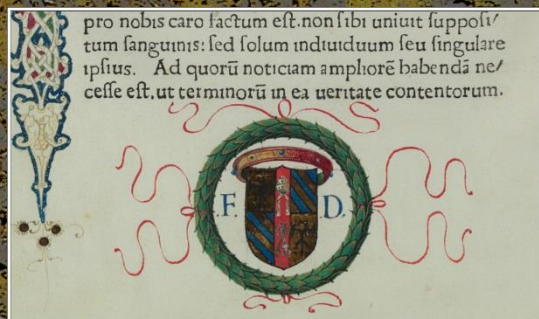 pro nobis caro factum est. non sibi uniuit supposi/
tum sanguinis: sed solum indiuiduum seu singulare
ipsius. Ad quorū noticiam ampliorē habendā ne/
cesse est. ut terminorū in ea ueritate contentorum.
.F. D.